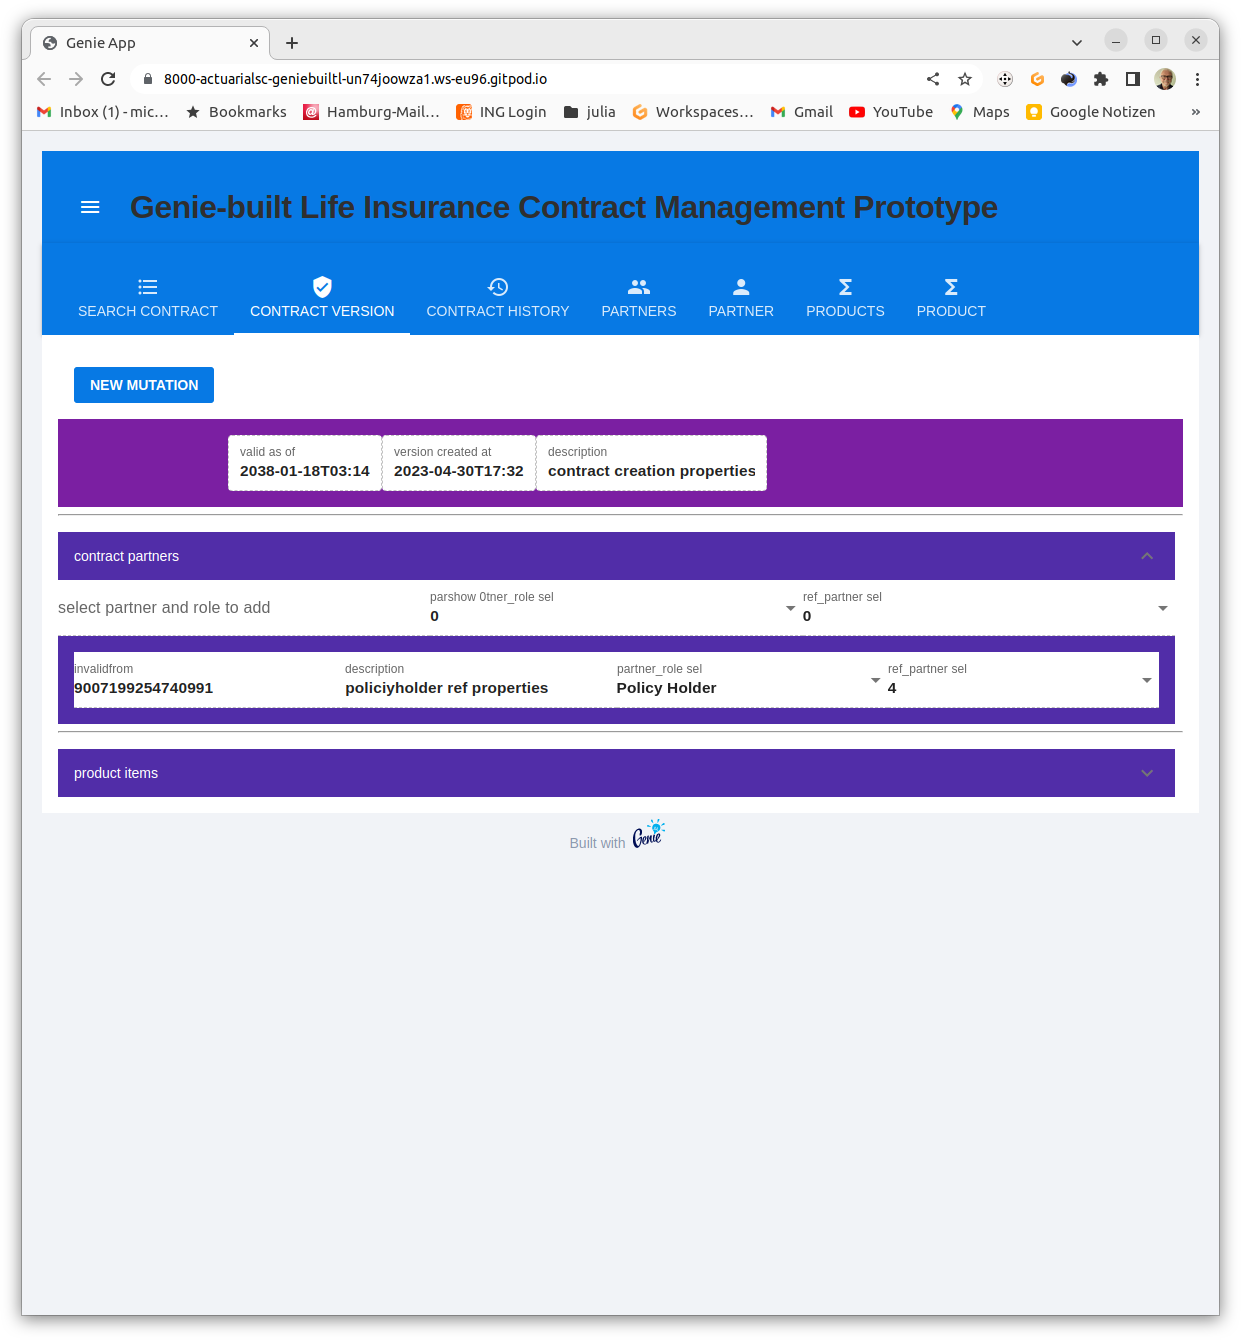 Genie App
8000-actuarialsc-geniebuiltl-un74joowza1.ws-eu96.gitpod.io
Inbox (1) - mic… Bookmarks Hamburg-Mail… ING Login julia Workspaces… Gmail YouTube Maps Google Notizen »
Genie-built Life Insurance Contract Management Prototype
SEARCH CONTRACT CONTRACT VERSION CONTRACT HISTORY PARTNERS PARTNER PRODUCTS PRODUCT
NEW MUTATION
valid as of version created at description
2038-01-18T03:14 2023-04-30T17:32 contract creation properties
contract partners
parshow 0tner_role sel ref_partner sel
select partner and role to add
0 0
invalidfrom description partner_role sel ref_partner sel
9007199254740991 policiyholder ref properties Policy Holder 4
product items
Built with Genie